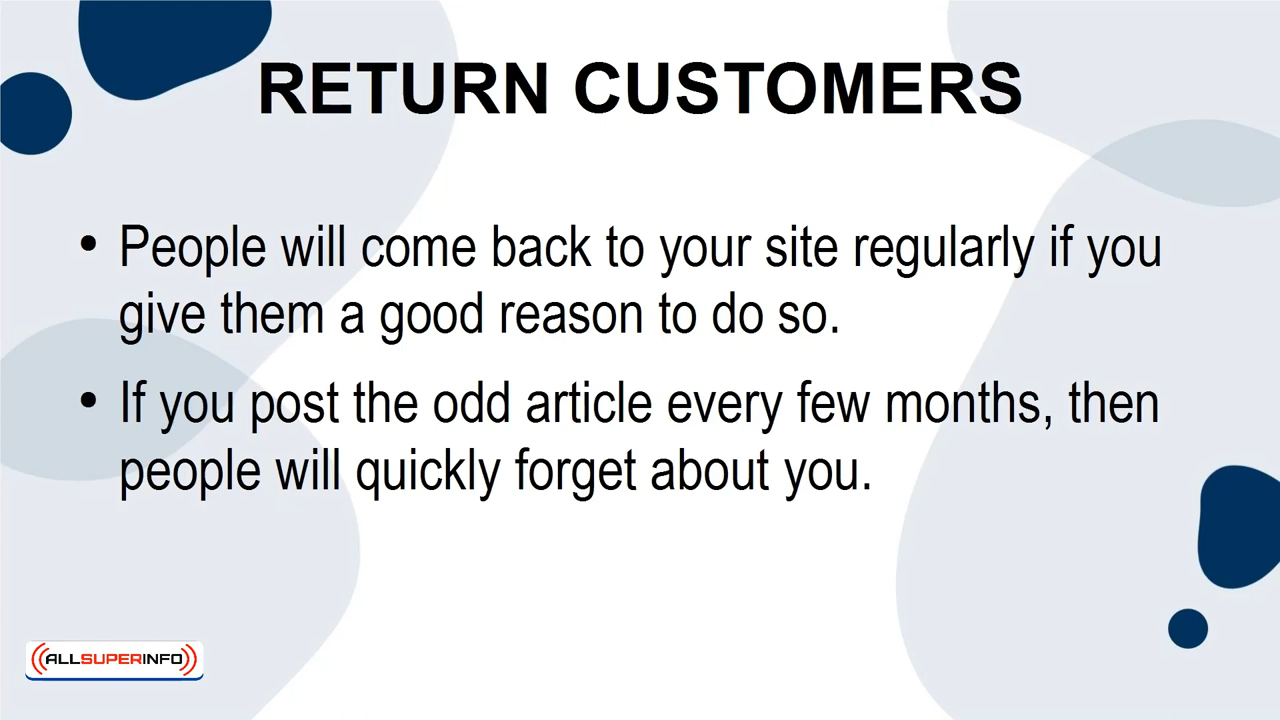 RETURN CUSTOMERS
• People will come back to your site regularly if you
give them a good reason to do so.
• If you post the odd article every few months, then
people will quickly forget about you.
ALLSUPERINFO